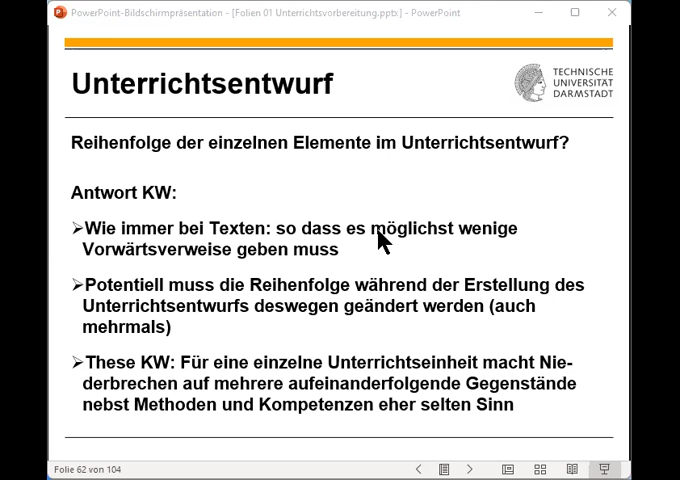 PowerPoint-Bildschirmpräsentation - [Folien 01 Unterrichtsvorbereitung.pptx] - PowerPoint
Unterrichtsentwurf
TECHNISCHE
UNIVERSITÄT
DARMSTADT
Reihenfolge der einzelnen Elemente im Unterrichtsentwurf?
Antwort KW:
➢Wie immer bei Texten: so dass es möglichst wenige
Vorwärtsverweise geben muss
➢Potentiell muss die Reihenfolge während der Erstellung des
Unterrichtsentwurfs deswegen geändert werden (auch
mehrmals)
➢These KW: Für eine einzelne Unterrichtseinheit macht Nie-
derbrechen auf mehrere aufeinanderfolgende Gegenstände
nebst Methoden und Kompetenzen eher selten Sinn
Folie 62 von 104